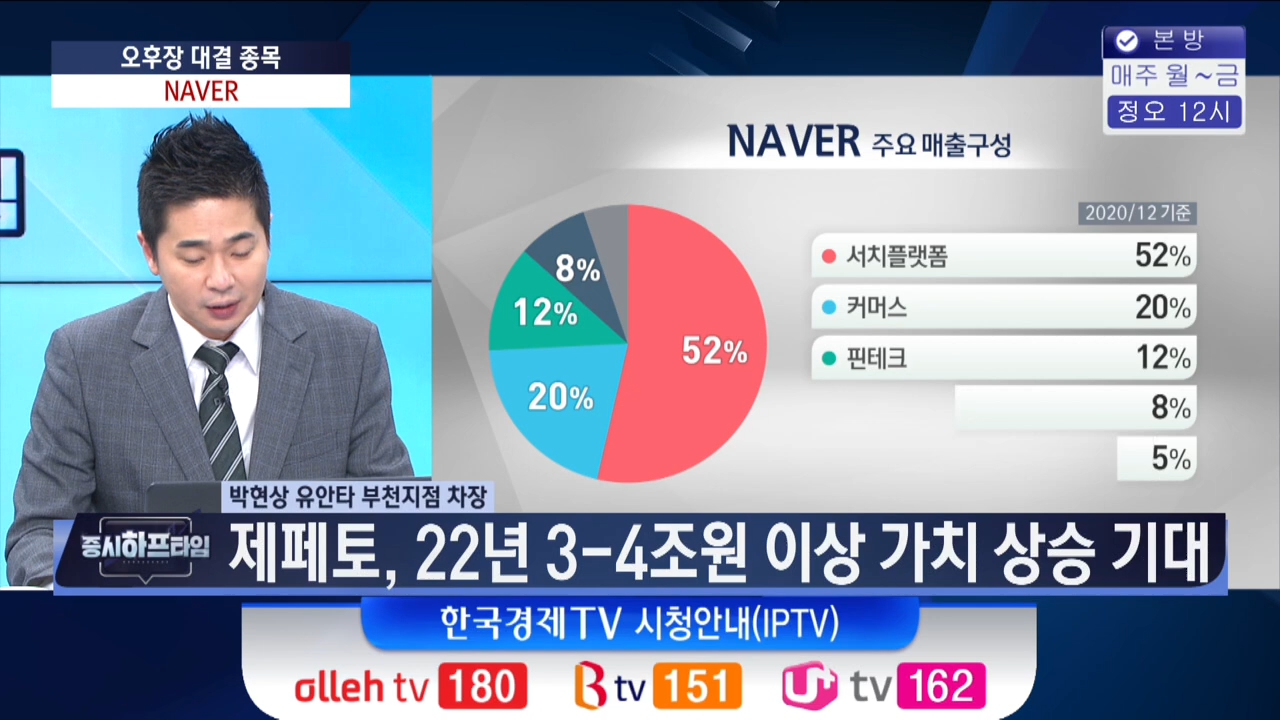 오후장 대결 종목
NAVER
본 방
매주 월~금
정오 12시
NAVER 주요 매출구성
2020/12 기준
8%
12%
20%
52%
서치플랫폼 52%
커머스 20%
핀테크 12%
8%
5%
박현상 유안타 부천지점 차장
증시하프타임
제페토, 22년 3-4조원 이상 가치 상승 기대
한국경제TV 시청안내(IPTV)
olleh tv 180
B tv 151
U+ tv 162